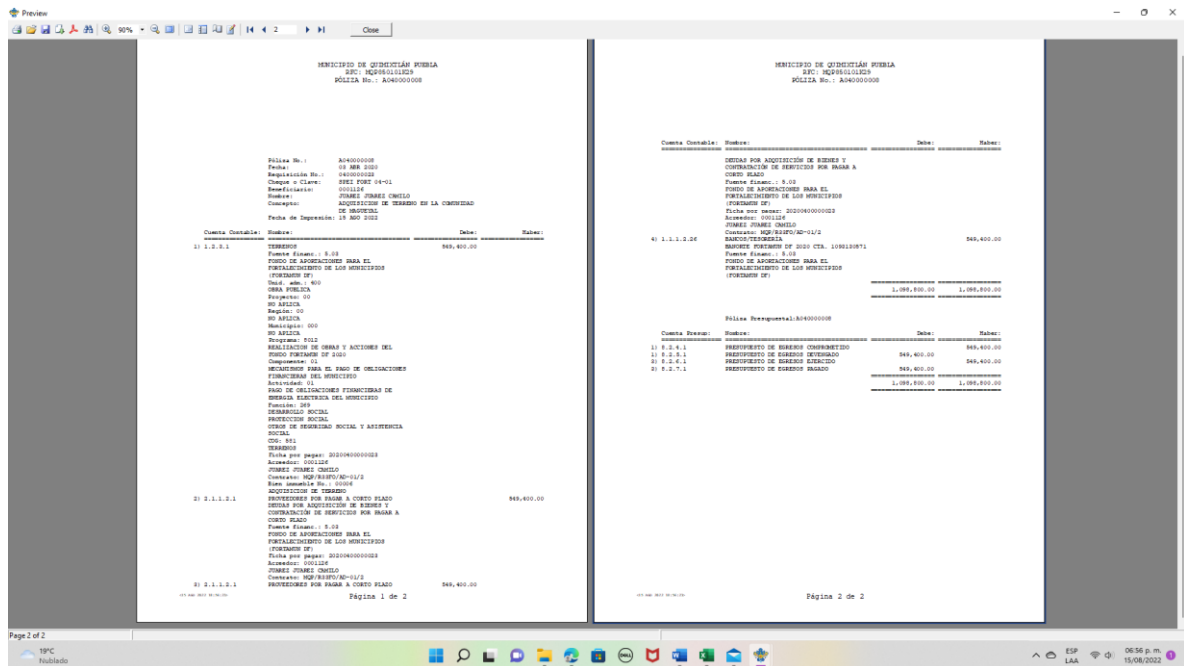 Preview
90%
2
Close
MUNICIPIO DE QUIMIXTLÁN PUEBLA
RFC: MQP850101K29
PÓLIZA No.: A040000008
Póliza No.: A040000008
Fecha: 03 ABR 2020
Requisición No.: 0400000023
Cheque o Clave: SPEI FORT 04-01
Beneficiario: 0001126
Nombre: JUAREZ JUAREZ CAMILO
Concepto: ADQUISICION DE TERRENO EN LA COMUNIDAD
DE MAGUEYAL
Fecha de Impresión: 15 AGO 2022
Cuenta Contable: Nombre: Debe: Haber:
1) 1.2.3.1 TERRENOS 549,400.00
Fuente financ.: 5.03
FONDO DE APORTACIONES PARA EL
FORTALECIMIENTO DE LOS MUNICIPIOS
(FORTAMUN DF)
Unid. adm.: 400
OBRA PUBLICA
Proyecto: 00
NO APLICA
Región: 00
NO APLICA
Municipio: 000
NO APLICA
Programa: 5012
REALIZACION DE OBRAS Y ACCIONES DEL
FONDO FORTAMUN DF 2020
Componente: 01
MECANISMOS PARA EL PAGO DE OBLIGACIONES
FINANCIERAS DEL MUNICIPIO
Actividad: 01
PAGO DE OBLIGACIONES FINANCIERAS DE
ENERGIA ELECTRICA DEL MUNICIPIO
Función: 269
DESARROLLO SOCIAL
PROTECCION SOCIAL
OTROS DE SEGURIDAD SOCIAL Y ASISTENCIA
SOCIAL
COG: 581
TERRENOS
Ficha por pagar: 20200400000023
Acreedor: 0001126
JUAREZ JUAREZ CAMILO
Contrato: MQP/R33FO/AD-01/2
Bien inmueble No.: 00006
ADQUISICION DE TERRENO
2) 2.1.1.2.1 PROVEEDORES POR PAGAR A CORTO PLAZO 549,400.00
DEUDAS POR ADQUISICIÓN DE BIENES Y
CONTRATACIÓN DE SERVICIOS POR PAGAR A
CORTO PLAZO
Fuente financ.: 5.03
FONDO DE APORTACIONES PARA EL
FORTALECIMIENTO DE LOS MUNICIPIOS
(FORTAMUN DF)
Ficha por pagar: 20200400000023
Acreedor: 0001126
JUAREZ JUAREZ CAMILO
Contrato: MQP/R33FO/AD-01/2
3) 2.1.1.2.1 PROVEEDORES POR PAGAR A CORTO PLAZO 549,400.00
Página 1 de 2
MUNICIPIO DE QUIMIXTLÁN PUEBLA
RFC: MQP850101K29
PÓLIZA No.: A040000008
Cuenta Contable: Nombre: Debe: Haber:
DEUDAS POR ADQUISICIÓN DE BIENES Y
CONTRATACIÓN DE SERVICIOS POR PAGAR A
CORTO PLAZO
Fuente financ.: 5.03
FONDO DE APORTACIONES PARA EL
FORTALECIMIENTO DE LOS MUNICIPIOS
(FORTAMUN DF)
Ficha por pagar: 20200400000023
Acreedor: 0001126
JUAREZ JUAREZ CAMILO
Contrato: MQP/R33FO/AD-01/2
4) 1.1.1.2.26 BANCOS/TESORERÍA 549,400.00
BANORTE FORTAMUN DF 2020 CTA. 1098130871
Fuente financ.: 5.03
FONDO DE APORTACIONES PARA EL
FORTALECIMIENTO DE LOS MUNICIPIOS
(FORTAMUN DF)
1,098,800.00 1,098,800.00
Póliza Presupuestal:A040000008
Cuenta Presup: Nombre: Debe: Haber:
1) 8.2.4.1 PRESUPUESTO DE EGRESOS COMPROMETIDO 549,400.00
1) 8.2.5.1 PRESUPUESTO DE EGRESOS DEVENGADO 549,400.00
3) 8.2.6.1 PRESUPUESTO DE EGRESOS EJERCIDO 549,400.00
3) 8.2.7.1 PRESUPUESTO DE EGRESOS PAGADO 549,400.00
1,098,800.00 1,098,800.00
Página 2 de 2
Page 2 of 2
19°C
Nublado
ESP
LAA
06:56 p. m.
15/08/2022